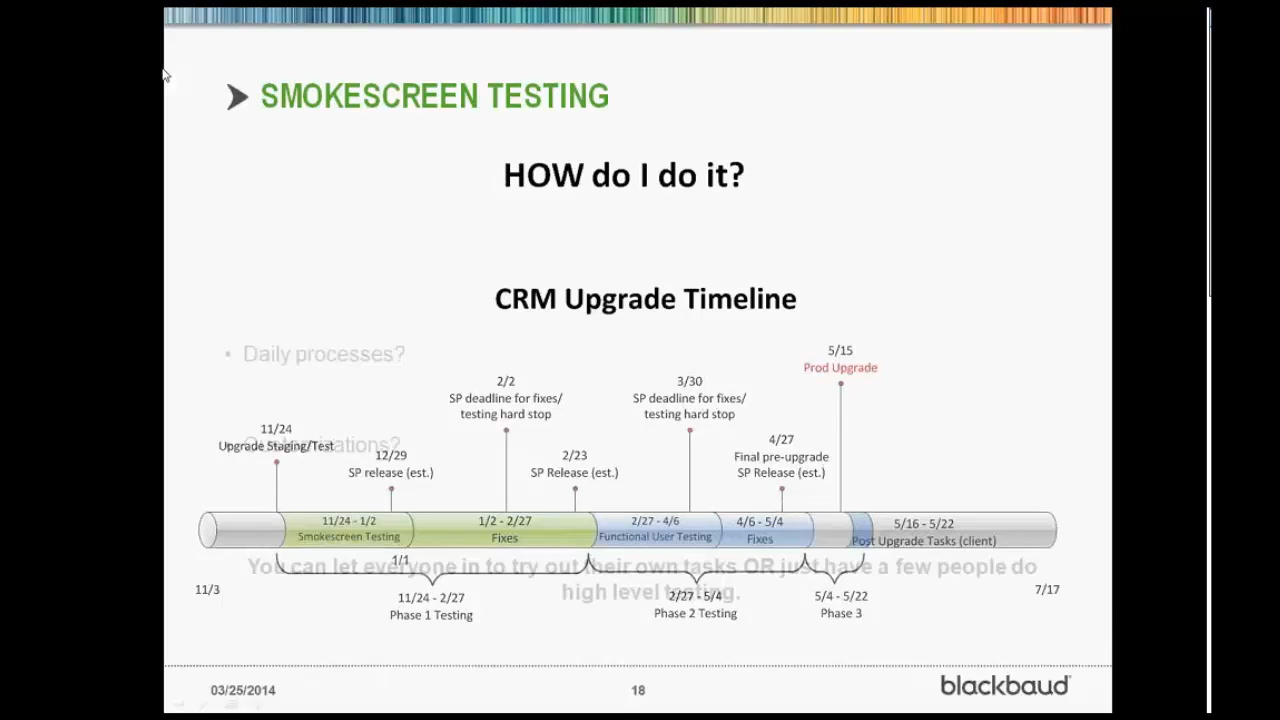 SMOKESCREEN TESTING
HOW do I do it?
CRM Upgrade Timeline
• Daily processes?
5/15
Prod Upgrade
2/2
SP deadline for fixes/
testing hard stop
3/30
SP deadline for fixes/
testing hard stop
11/24
Upgrade Staging/Test
Customizations?
12/29
SP release (est.)
2/23
SP Release (est.)
4/27
Final pre-upgrade
SP Release (est.)
11/24 - 1/2
Smokescreen Testing
1/2 - 2/27
Fixes
2/27 - 4/6
Functional User Testing
4/6 - 5/4
Fixes
5/16 - 5/22
Post Upgrade Tasks (client)
1/1
You can let everyone in to try out their own tasks OR just have a few people do
high level testing.
11/3
11/24 - 2/27
Phase 1 Testing
2/27 - 5/4
Phase 2 Testing
5/4 - 5/22
Phase 3
7/17
03/25/2014
18
blackbaud